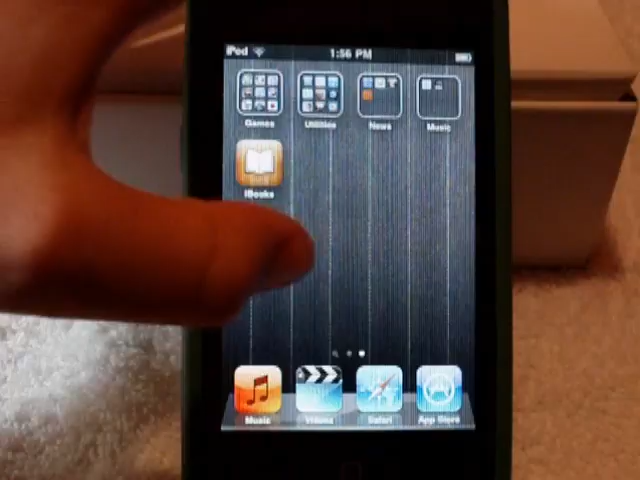 iPod 1:56 PM
Games Utilities News Music
iBooks
Music Videos Safari App Store